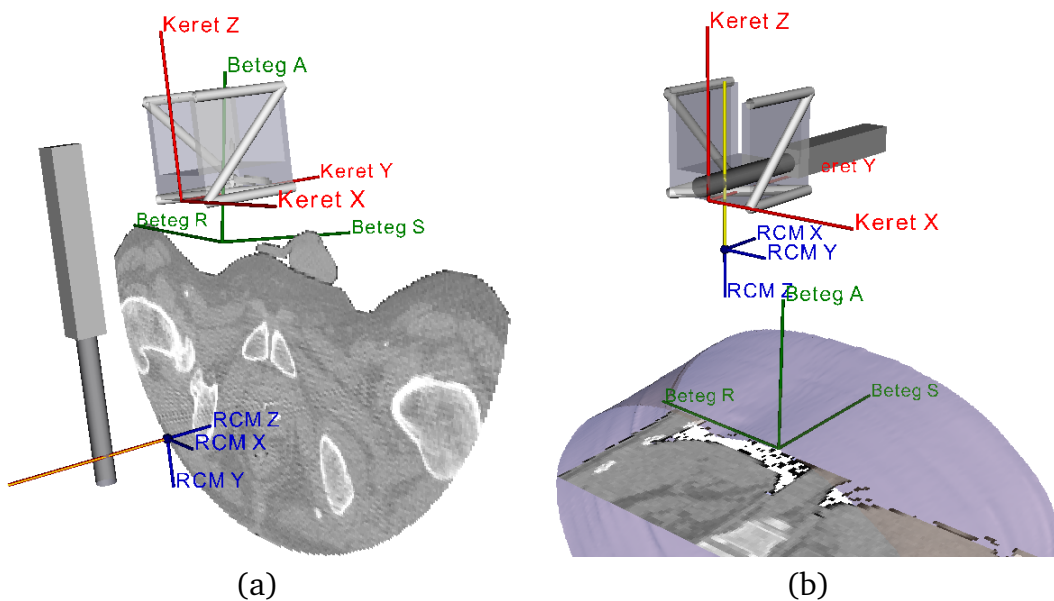 Keret Z
Beteg A
Keret Y
Keret X
Beteg R
Beteg S
RCM Z
RCM X
RCM Y
(a)
Keret Z
eret Y
Keret X
RCM X
RCM Y
RCM Z
Beteg A
Beteg R
Beteg S
(b)